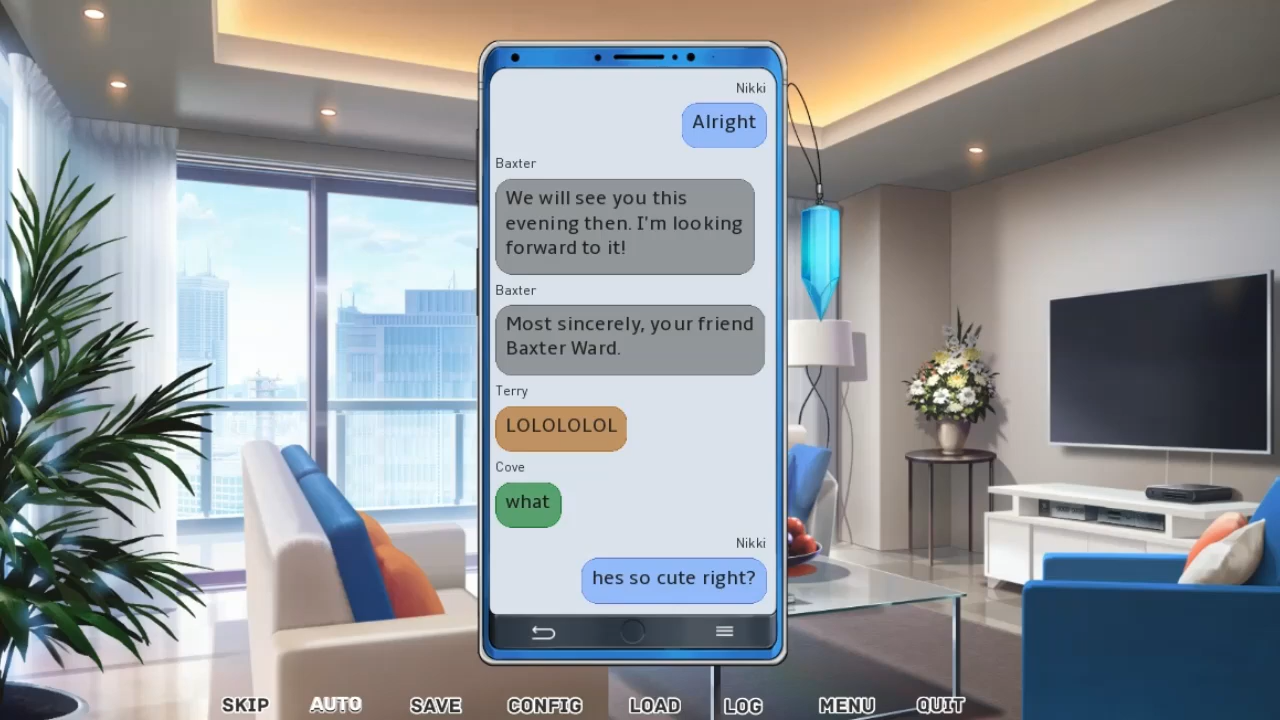 Nikki
Alright
Baxter
We will see you this
evening then. I'm looking
forward to it!
Baxter
Most sincerely, your friend
Baxter Ward.
Terry
LOLOLOLOL
Cove
what
Nikki
hes so cute right?
SKIP AUTO SAVE CONFIG LOAD LOG MENU QUIT